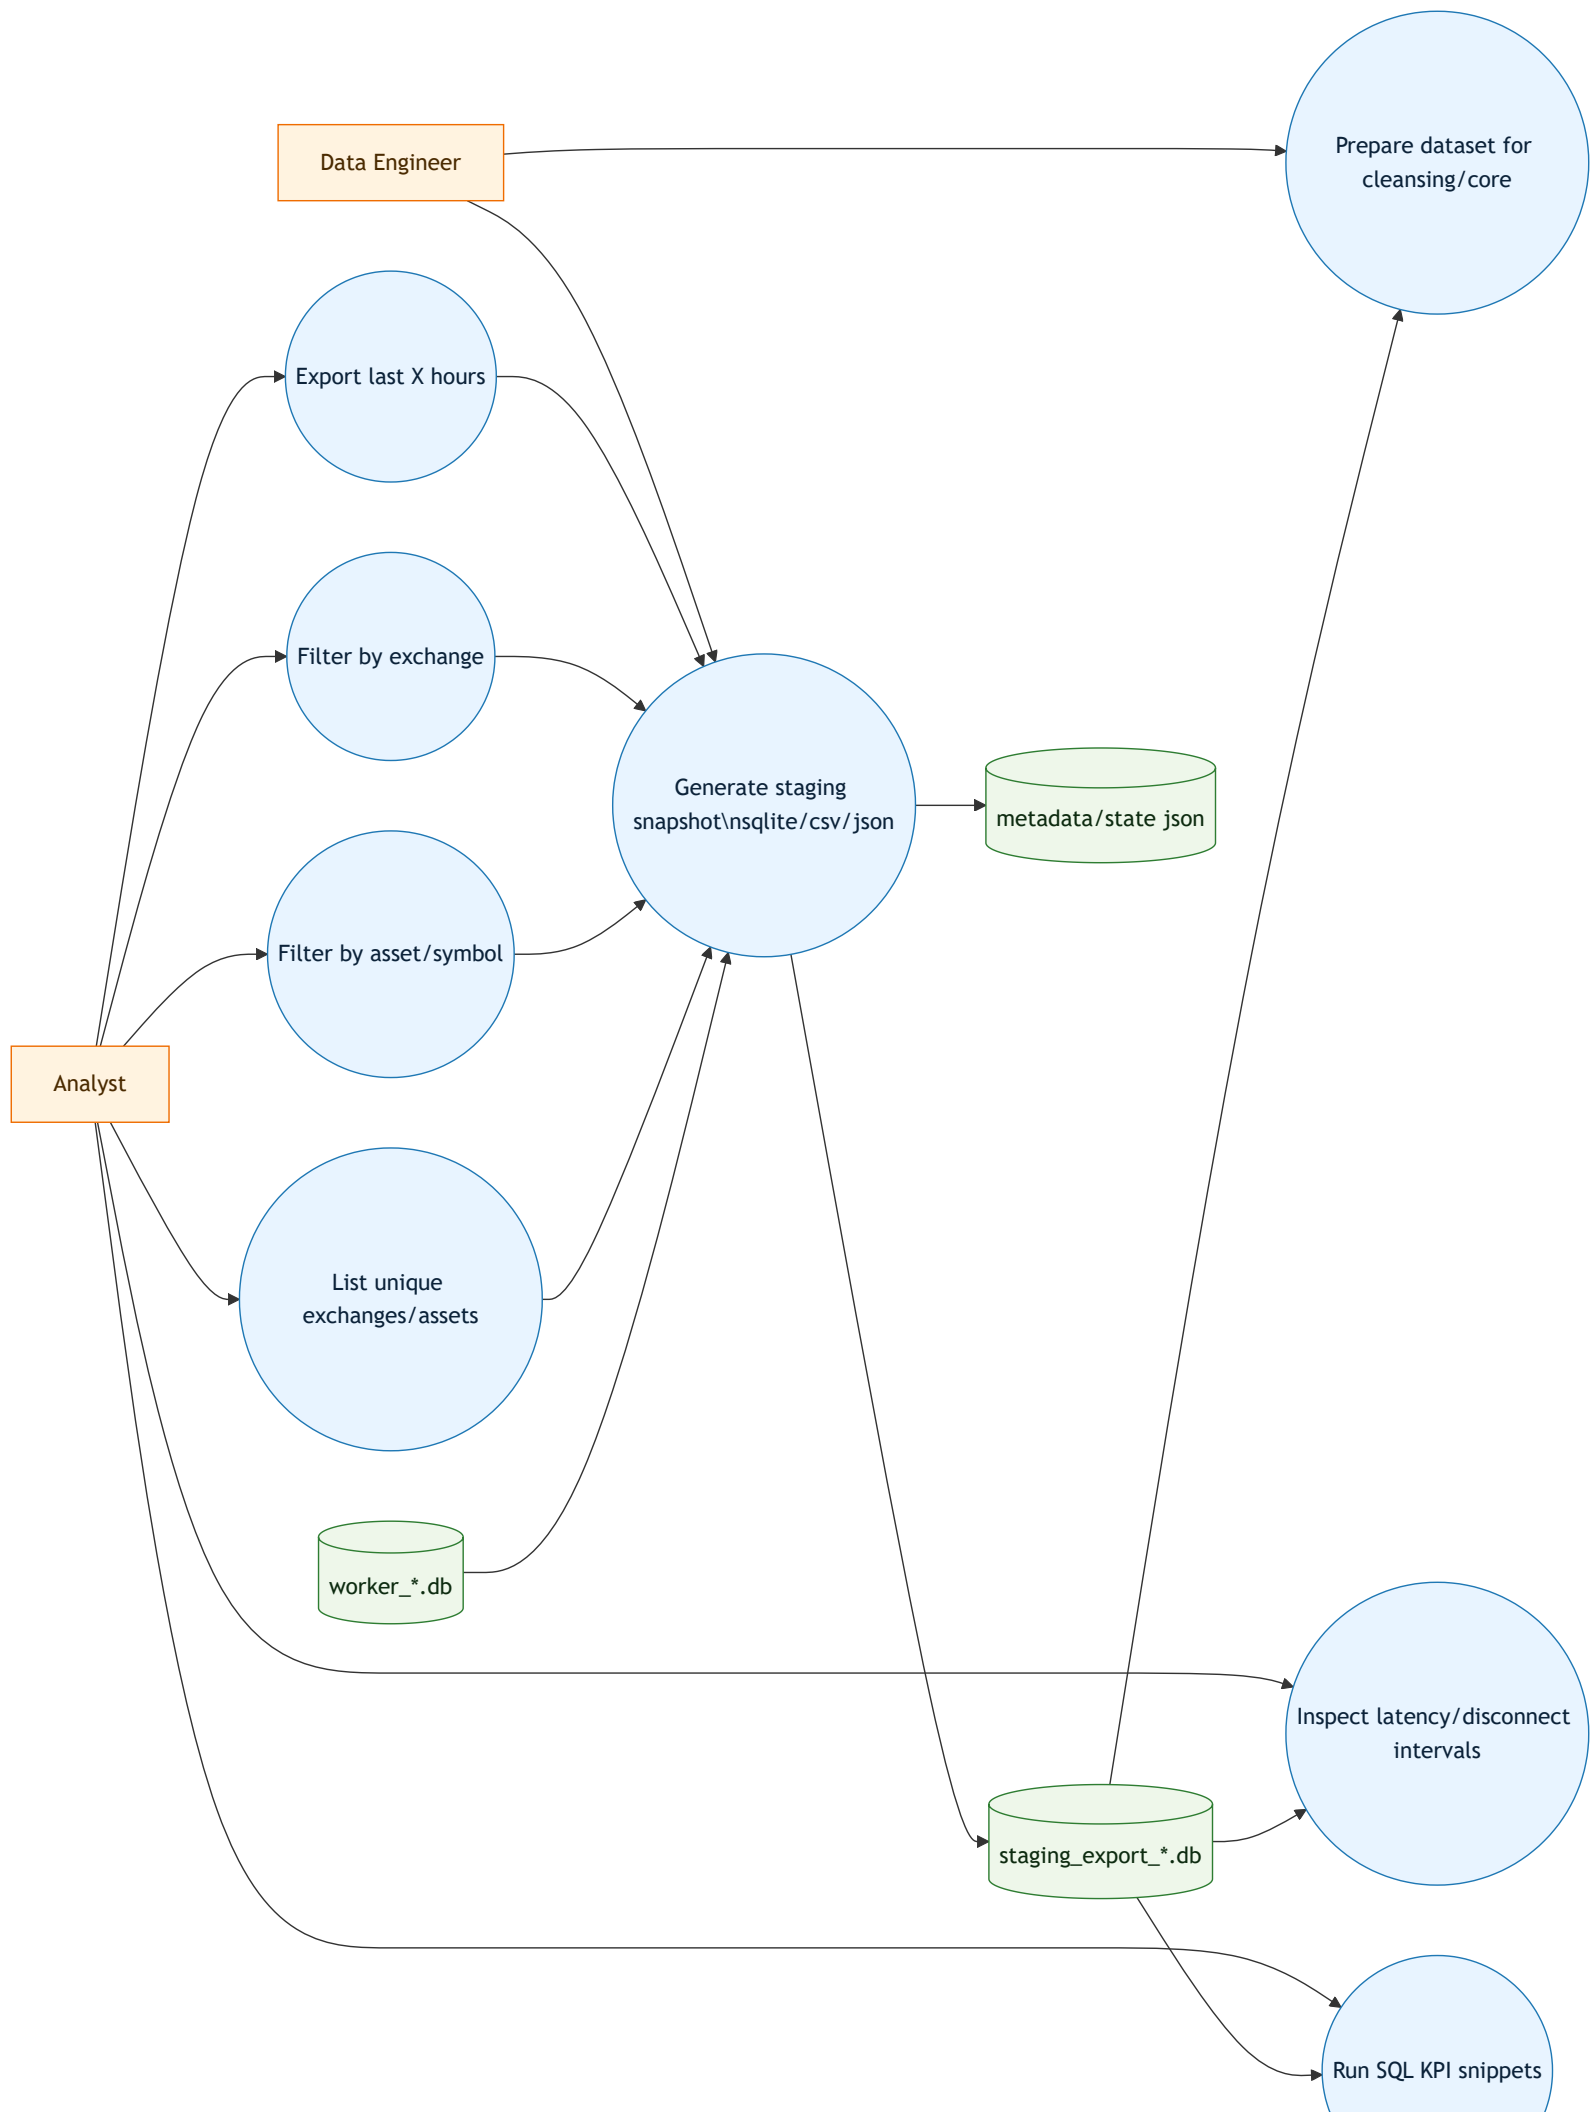 Prepare dataset for
cleansing/core
Data Engineer
Export last X hours
Filter by exchange
Generate staging
snapshot\nsqlite/csv/json
metadata/state json
Filter by asset/symbol
Analyst
List unique
exchanges/assets
worker_*.db
Inspect latency/disconnect
intervals
staging_export_*.db
Run SQL KPI snippets